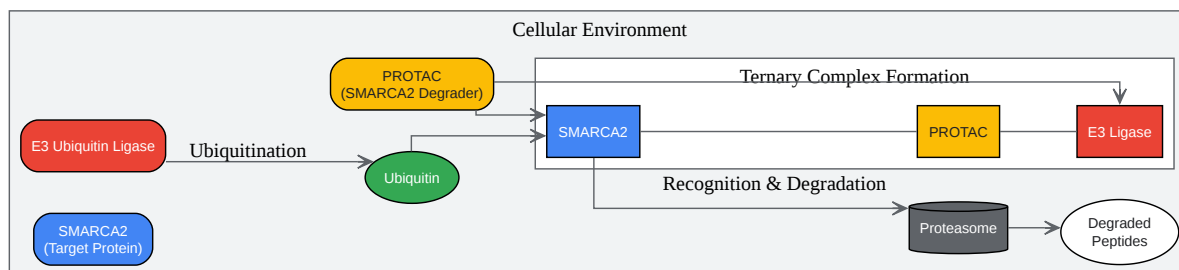 Cellular Environment
PROTAC
(SMARCA2 Degrader)
Ternary Complex Formation
E3 Ubiquitin Ligase
Ubiquitination
Ubiquitin
SMARCA2
PROTAC
E3 Ligase
Recognition & Degradation
SMARCA2
(Target Protein)
Proteasome
Degraded
Peptides